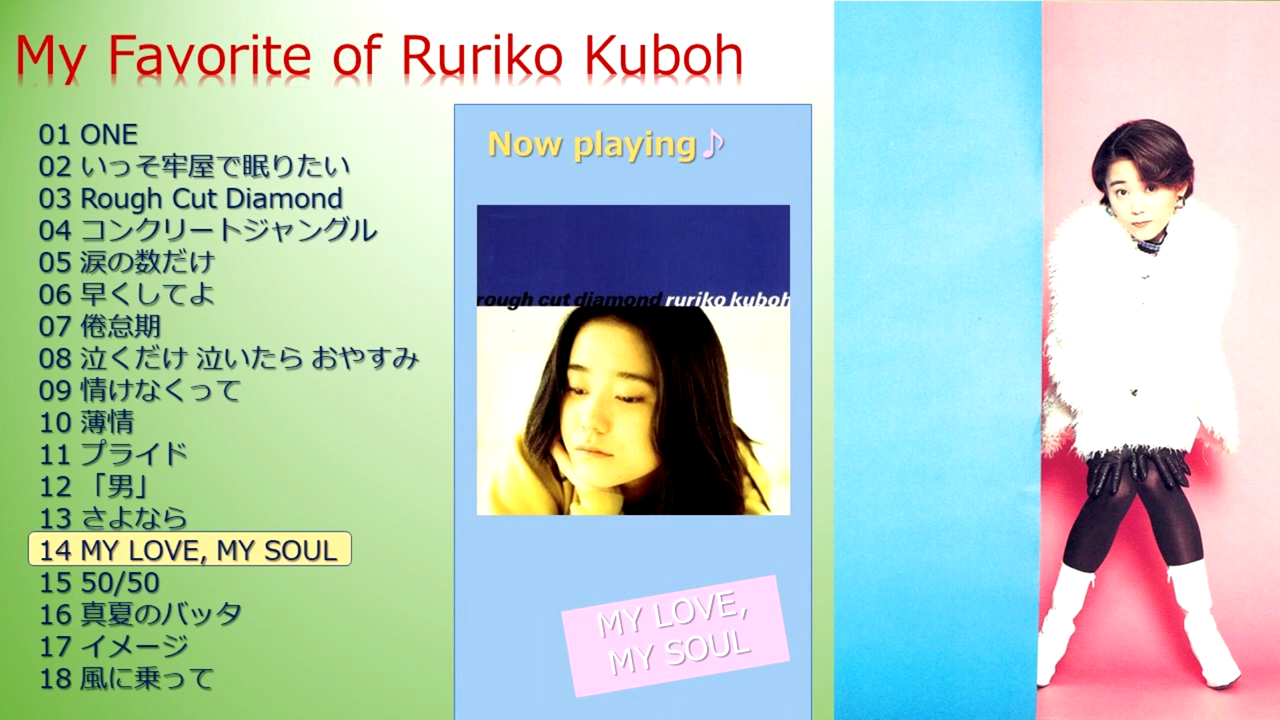 My Favorite of Ruriko Kuboh
01 ONE
02 いっそ牢屋で眠りたい
03 Rough Cut Diamond
04 コンクリートジャングル
05 涙の数だけ
06 早くしてよ
07 倦怠期
08 泣くだけ 泣いたら おやすみ
09 情けなくって
10 薄情
11 プライド
12 「男」
13 さよなら
14 MY LOVE, MY SOUL
15 50/50
16 真夏のバッタ
17 イメージ
18 風に乗って
Now playing♪
rough cut diamond ruriko kuboh
MY LOVE,
MY SOUL